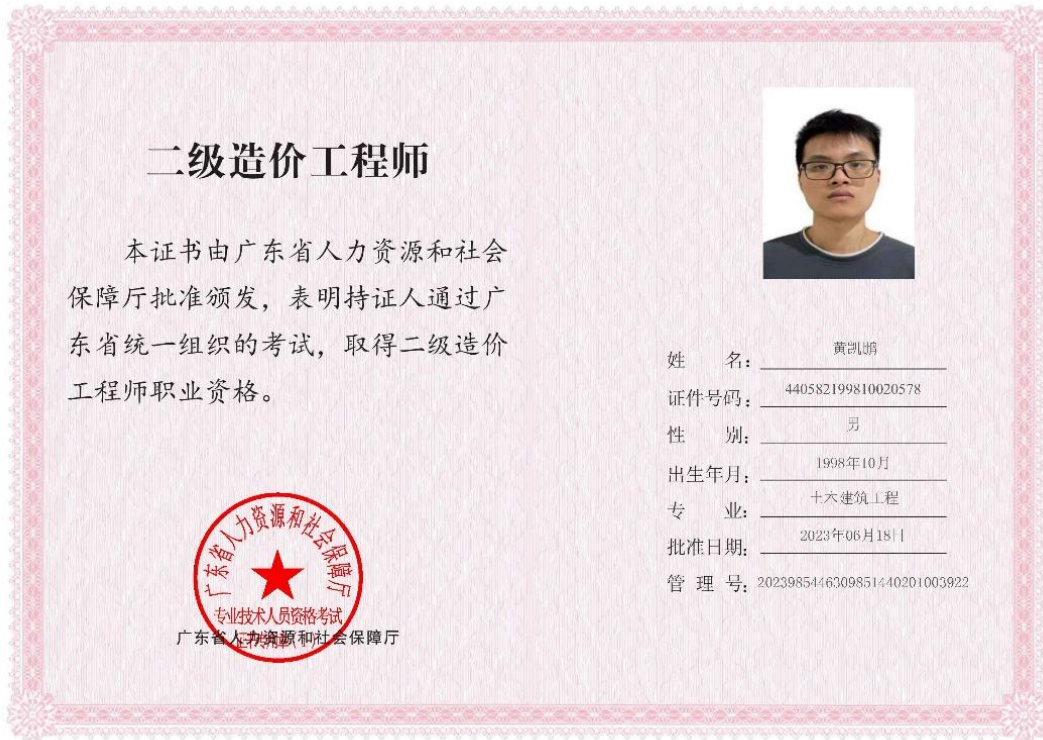 二级造价工程师
本证书由广东省人力资源和社会
保障厅批准颁发，表明持证人通过广
东省统一组织的考试，取得二级造价
工程师职业资格。
广东省人力资源和社会保障厅
专业技术人员资格考试
广东省人力资源和社会保障厅
姓 名：黄凯鹏
证件号码：440582199810020578
性 别：男
出生年月：1998年10月
专 业：土木建筑工程
批准日期：2023年06月18日
管 理 号：2023985446309851440201003922